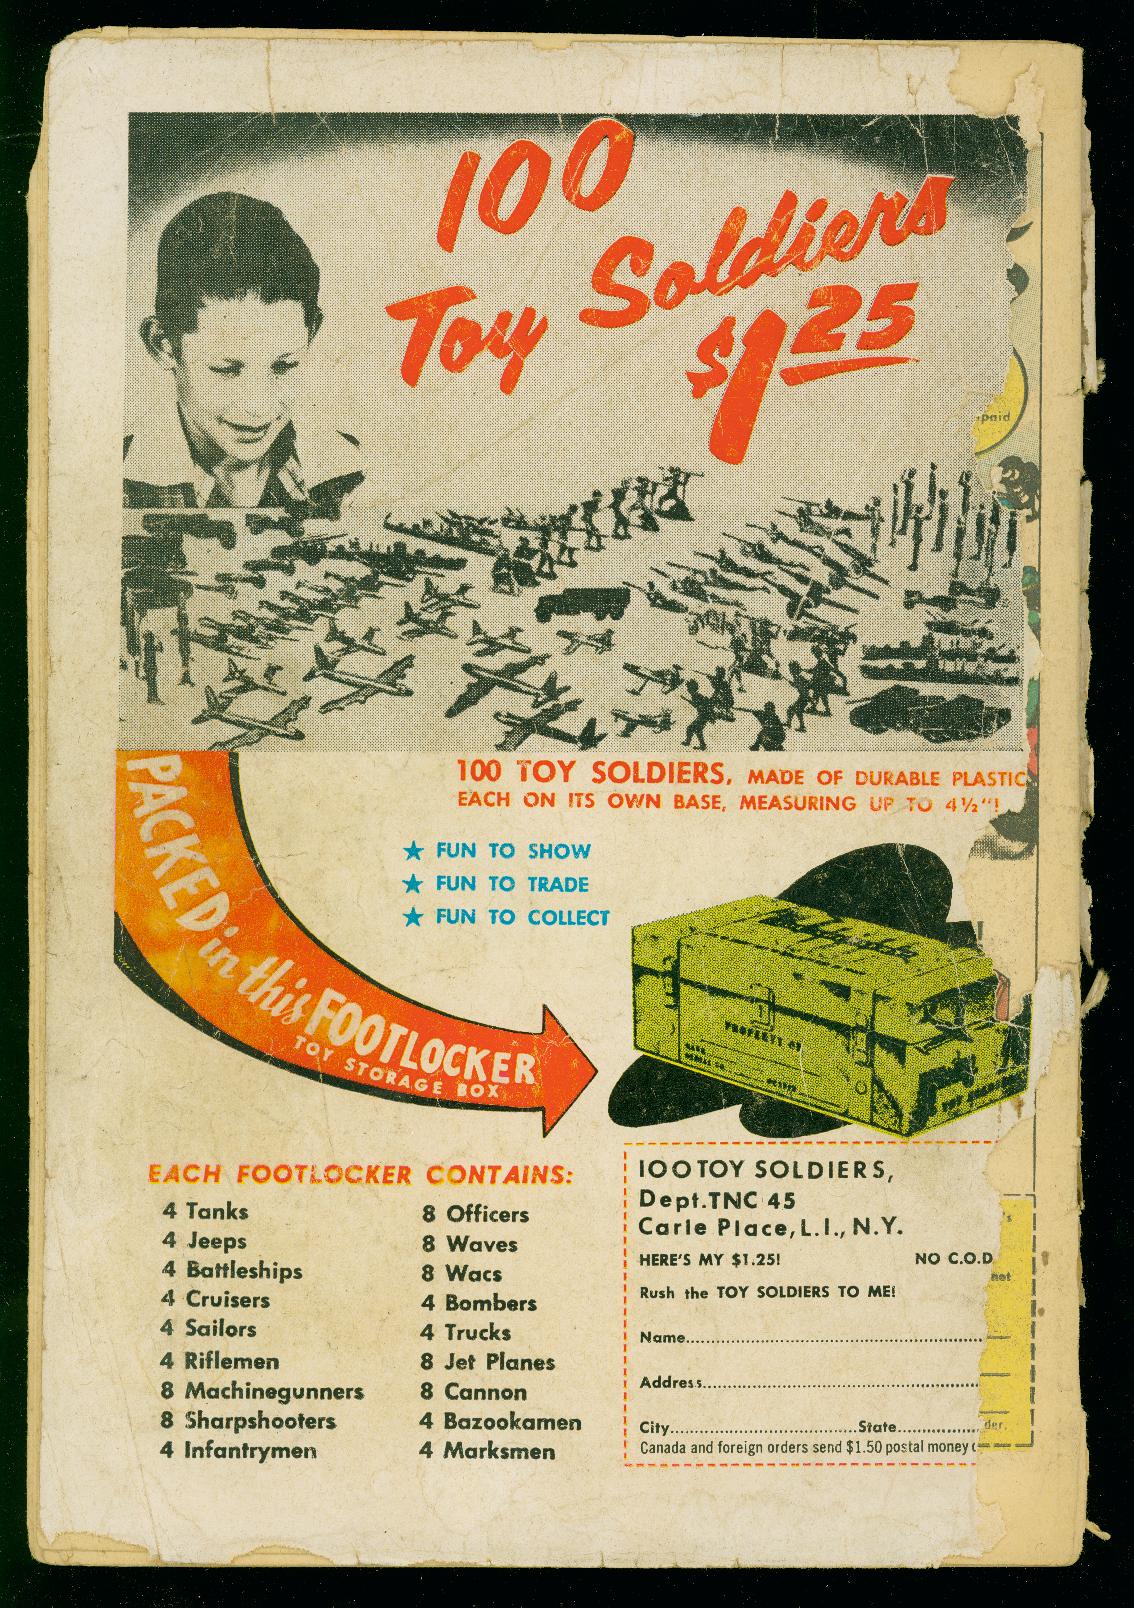 100
Toy Soldiers
$1 25
paid
100 TOY SOLDIERS, MADE OF DURABLE PLASTIC
EACH ON ITS OWN BASE, MEASURING UP TO 4½"!
PACKED in this FOOTLOCKER
TOY STORAGE BOX
★ FUN TO SHOW
★ FUN TO TRADE
★ FUN TO COLLECT
!
PROPERTY OF
EACH FOOTLOCKER CONTAINS:
4 Tanks
4 Jeeps
4 Battleships
4 Cruisers
4 Sailors
4 Riflemen
8 Machinegunners
8 Sharpshooters
4 Infantrymen
8 Officers
8 Waves
8 Wacs
4 Bombers
4 Trucks
8 Jet Planes
8 Cannon
4 Bazookamen
4 Marksmen
100 TOY SOLDIERS,
Dept. TNC 45
Carle Place, L.I., N.Y.
HERE'S MY $1.25! NO C.O.D
Rush the TOY SOLDIERS TO ME!
Name
Address
City State
Canada and foreign orders send $1.50 postal money
's
not
der.